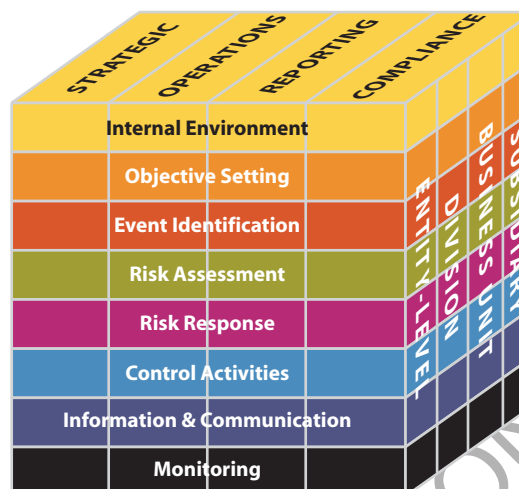 STRATEGIC
OPERATIONS
REPORTING
COMPLIANCE
Internal Environment
Objective Setting
Event Identification
Risk Assessment
Risk Response
Control Activities
Information & Communication
Monitoring
ENTITY-LEVEL
DIVISION
BUSINESS UNIT
SUBSIDIARY